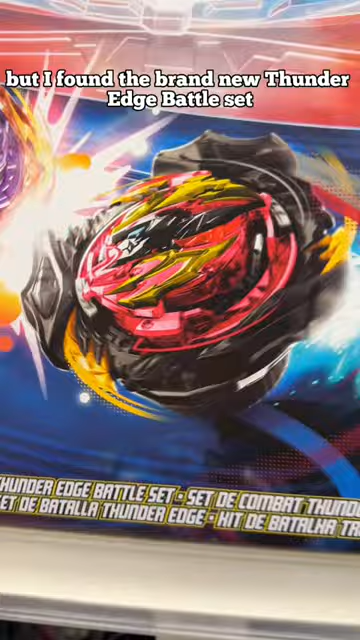 but I found the brand new Thunder
Edge Battle set
THUNDER EDGE BATTLE SET • SET DE COMBAT
DE BATALLA THUNDER EDGE • KIT DE BATALHA